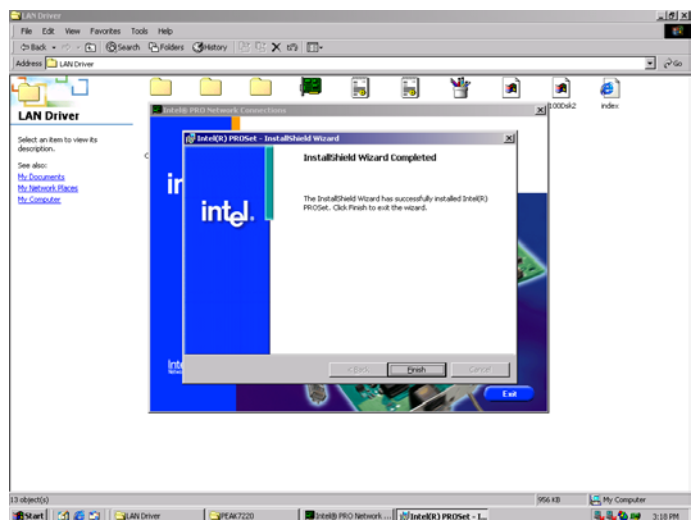 LAN Driver
File Edit View Favorites Tools Help
Back Search Folders History
Address LAN Driver Go
LAN Driver
Select an item to view its
description.
See also:
My Documents
My Network Places
My Computer
100Dsk2
index
Intel® PRO Network Connections
Intel(R) PROSet - InstallShield Wizard
InstallShield Wizard Completed
The InstallShield Wizard has successfully installed Intel(R)
PROSet. Click Finish to exit the wizard.
intel.
< Back Finish Cancel
Exit
13 object(s) 956 KB My Computer
Start LAN Driver PEAK7220 Intel® PRO Network ... Intel(R) PROSet - I... 3:18 PM